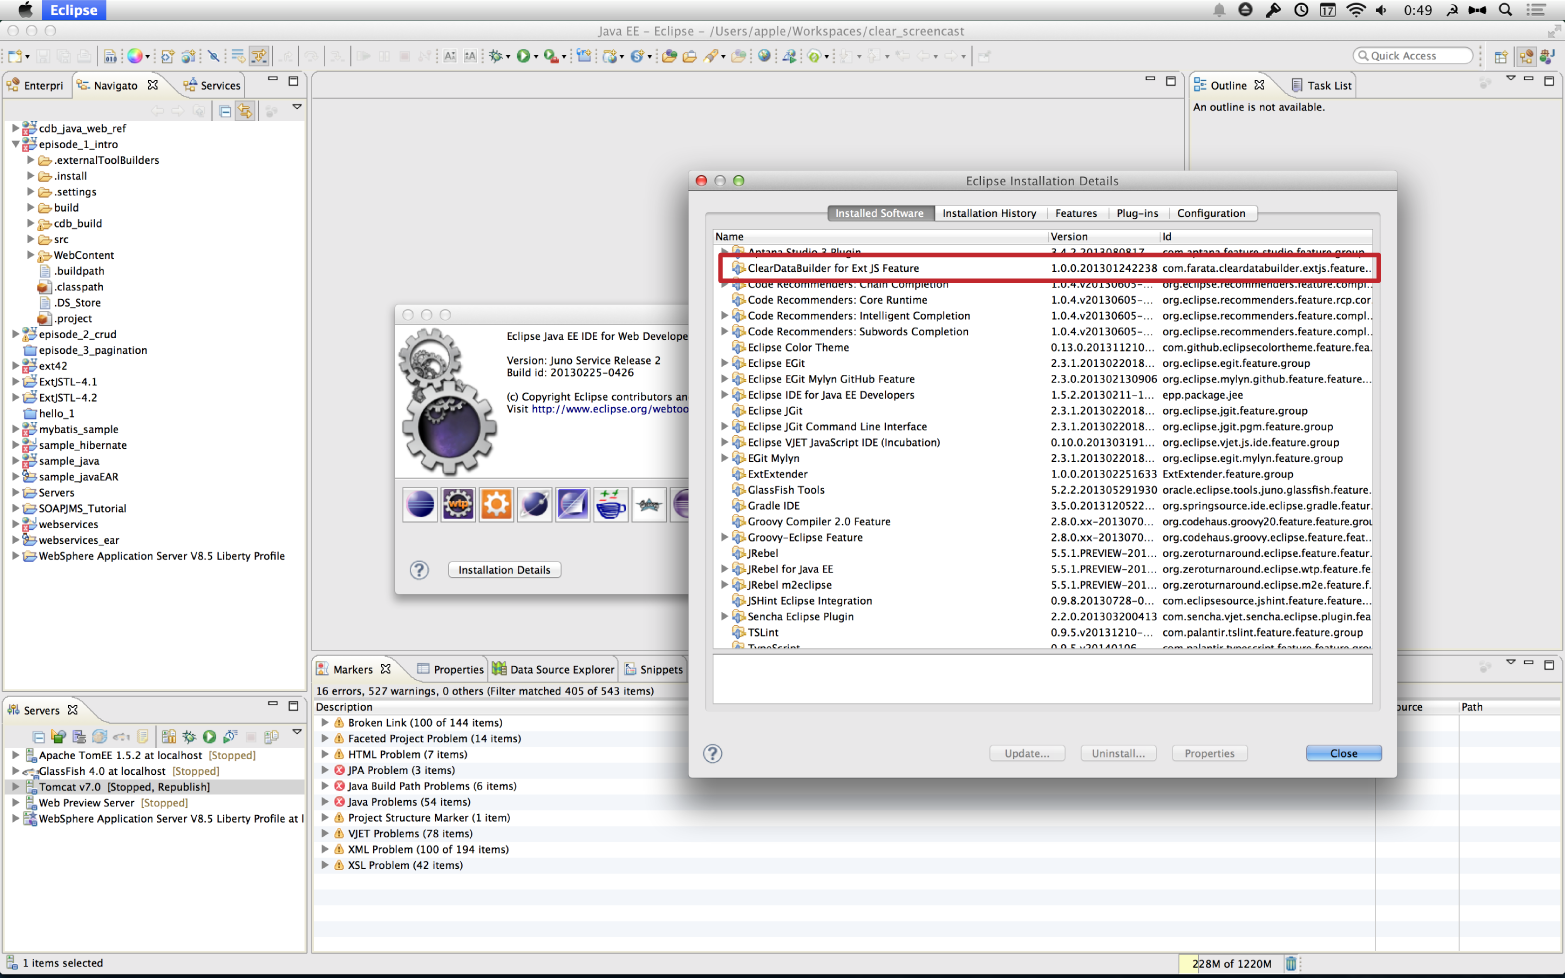 Eclipse
17
0:49
Java EE – Eclipse – /Users/apple/Workspaces/clear_screencast
Quick Access
Enterpri
Navigato
Services
cdb_java_web_ref
episode_1_intro
.externalToolBuilders
.install
.settings
build
cdb_build
src
WebContent
.buildpath
.classpath
.DS_Store
.project
episode_2_crud
episode_3_pagination
ext42
ExtJSTL-4.1
ExtJSTL-4.2
hello_1
mybatis_sample
sample_hibernate
sample_java
sample_javaEAR
Servers
SOAPJMS_Tutorial
webservices
webservices_ear
WebSphere Application Server V8.5 Liberty Profile
Outline
Task List
An outline is not available.
Eclipse Java EE IDE for Web Develope
Version: Juno Service Release 2
Build id: 20130225-0426
(c) Copyright Eclipse contributors an
Visit http://www.eclipse.org/webtoo
wtp
Installation Details
Eclipse Installation Details
Installed Software
Installation History
Features
Plug-ins
Configuration
Name Version Id
Aptana Studio 3 Plugin 3.4.2.2013080817... com.aptana.feature.studio.feature.group
ClearDataBuilder for Ext JS Feature 1.0.0.201301242238 com.farata.cleardatabuilder.extjs.feature...
Code Recommenders: Chain Completion 1.0.4.v20130605-... org.eclipse.recommenders.feature.compl...
Code Recommenders: Core Runtime 1.0.4.v20130605-... org.eclipse.recommenders.feature.rcp.cor
Code Recommenders: Intelligent Completion 1.0.4.v20130605-... org.eclipse.recommenders.feature.compl...
Code Recommenders: Subwords Completion 1.0.4.v20130605-... org.eclipse.recommenders.feature.compl...
Eclipse Color Theme 0.13.0.201311210... com.github.eclipsecolortheme.feature.fea.
Eclipse EGit 2.3.1.2013022018... org.eclipse.egit.feature.group
Eclipse EGit Mylyn GitHub Feature 2.3.0.201302130906 org.eclipse.mylyn.github.feature.feature...
Eclipse IDE for Java EE Developers 1.5.2.20130211-1... epp.package.jee
Eclipse JGit 2.3.1.2013022018... org.eclipse.jgit.feature.group
Eclipse JGit Command Line Interface 2.3.1.2013022018... org.eclipse.jgit.pgm.feature.group
Eclipse VJET JavaScript IDE (Incubation) 0.10.0.201303191... org.eclipse.vjet.js.ide.feature.group
EGit Mylyn 2.3.1.2013022018... org.eclipse.egit.mylyn.feature.group
ExtExtender 1.0.0.201302251633 ExtExtender.feature.group
GlassFish Tools 5.2.2.201305291930 oracle.eclipse.tools.juno.glassfish.feature.
Gradle IDE 3.5.0.2013120522... org.springsource.ide.eclipse.gradle.feature.
Groovy Compiler 2.0 Feature 2.8.0.xx-2013070... org.codehaus.groovy20.feature.feature.grou
Groovy-Eclipse Feature 2.8.0.xx-2013070... org.codehaus.groovy.eclipse.feature.feature.
JRebel 5.5.1.PREVIEW-201... org.zeroturnaround.eclipse.feature.feature.
JRebel for Java EE 5.5.1.PREVIEW-201... org.zeroturnaround.eclipse.wtp.feature.fe
JRebel m2eclipse 5.5.1.PREVIEW-201... org.zeroturnaround.eclipse.m2e.feature.f.
JSHint Eclipse Integration 0.9.8.20130728-0... com.eclipsesource.jshint.feature.feature...
Sencha Eclipse Plugin 2.2.0.201303200413 com.sencha.vjet.sencha.eclipse.plugin.fea
TSLint 0.9.5.v20131210-... com.palantir.tslint.feature.feature.group
TypeScript 0.9.5.v20140106... com.palantir.typescript.feature.feature.grou
Update...
Uninstall...
Properties
Close
Markers
Properties
Data Source Explorer
Snippets
16 errors, 527 warnings, 0 others (Filter matched 405 of 543 items)
Description ource Path
Broken Link (100 of 144 items)
Faceted Project Problem (14 items)
HTML Problem (7 items)
JPA Problem (3 items)
Java Build Path Problems (6 items)
Java Problems (54 items)
Project Structure Marker (1 item)
VJET Problems (78 items)
XML Problem (100 of 194 items)
XSL Problem (42 items)
Servers
Apache TomEE 1.5.2 at localhost [Stopped]
GlassFish 4.0 at localhost [Stopped]
Tomcat v7.0 [Stopped, Republish]
Web Preview Server [Stopped]
WebSphere Application Server V8.5 Liberty Profile at l
1 items selected
228M of 1220M